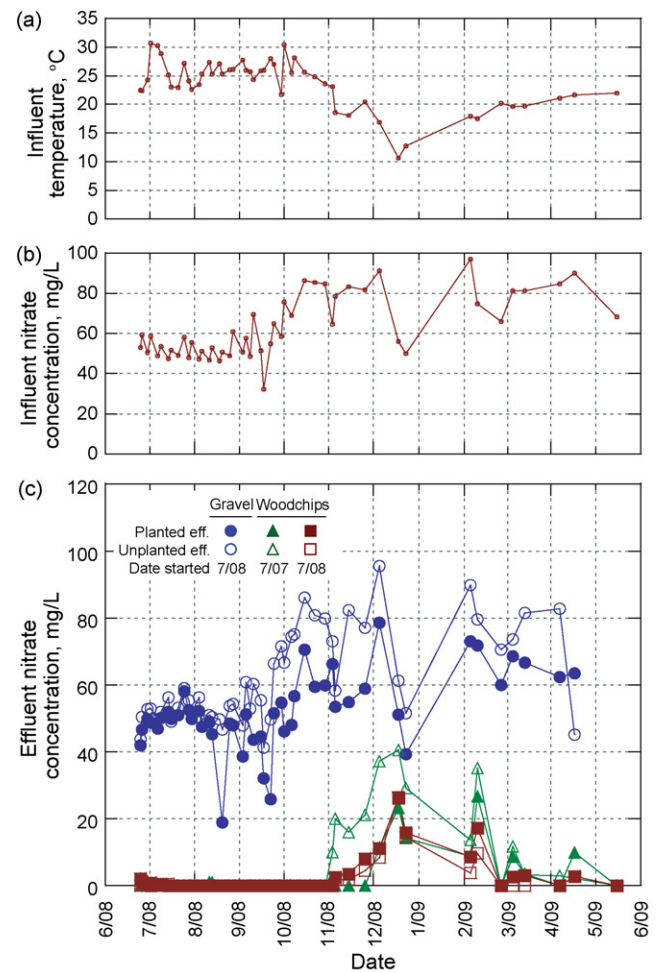 (a)
35
30
25
20
15
10
5
0
Influent
temperature, °C
(b)
100
80
60
40
20
0
Influent nitrate
concentration, mg/L
(c)
120
100
80
60
40
20
0
Effluent nitrate
concentration, mg/L
Gravel Woodchips
Planted eff.
Unplanted eff.
Date started 7/08 7/07 7/08
6/08 7/08 8/08 9/08 10/08 11/08 12/08 1/09 2/09 3/09 4/09 5/09 6/09
Date